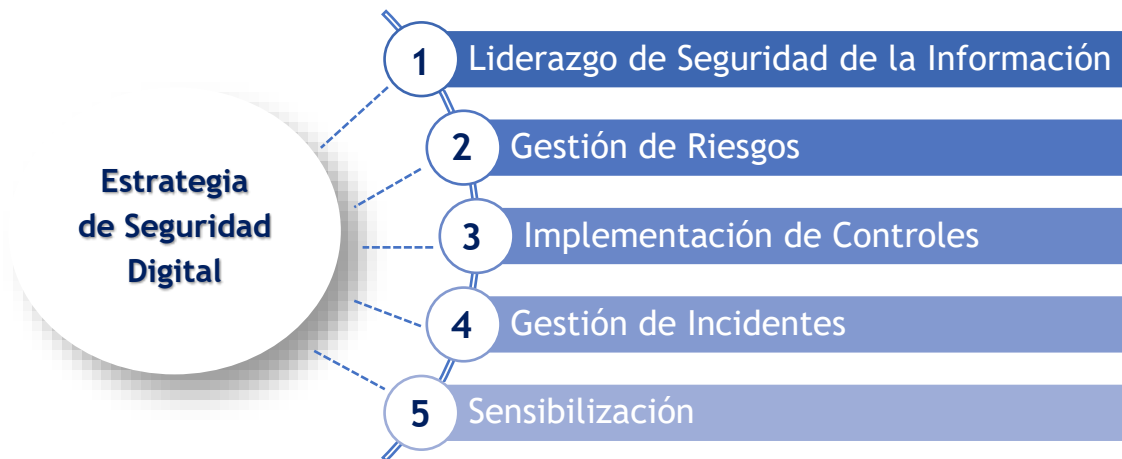 Estrategia
de Seguridad
Digital
1 Liderazgo de Seguridad de la Información
2 Gestión de Riesgos
3 Implementación de Controles
4 Gestión de Incidentes
5 Sensibilización